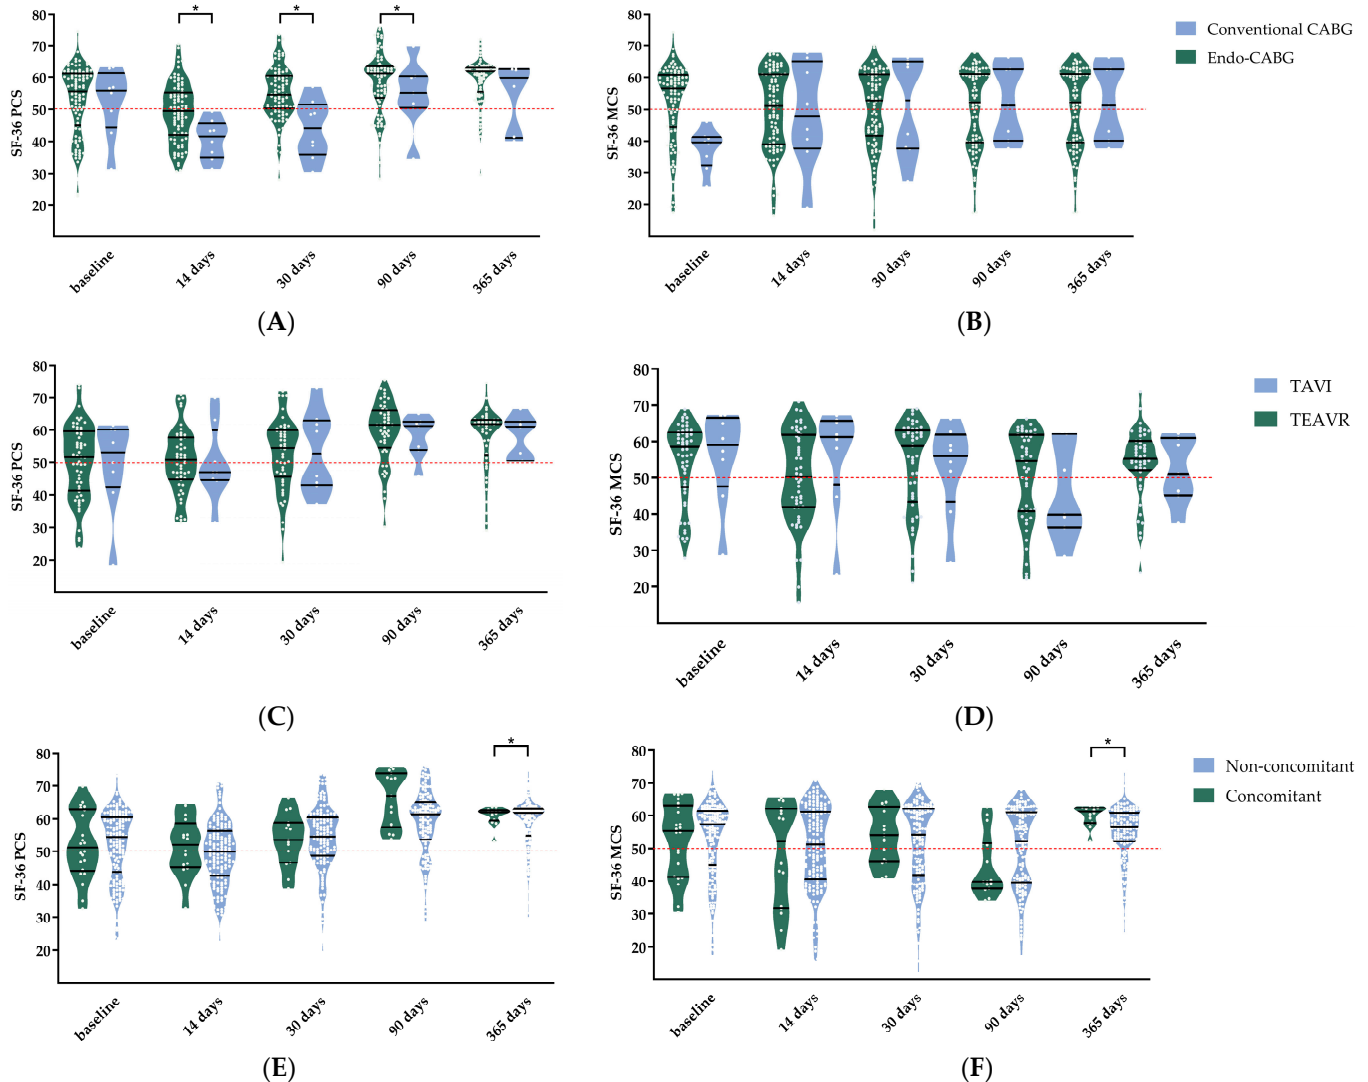 *
*
*
80
70
60
50
40
30
20
SF-36 PCS
baseline
14 days
30 days
90 days
365 days
(A)
80
70
60
50
40
30
20
SF-36 MCS
baseline
14 days
30 days
90 days
365 days
(B)
Conventional CABG
Endo-CABG
80
70
60
50
40
30
20
SF-36 PCS
baseline
14 days
30 days
90 days
365 days
(C)
80
70
60
50
40
30
20
SF-36 MCS
baseline
14 days
30 days
90 days
365 days
(D)
TAVI
TEAVR
*
80
70
60
50
40
30
20
SF-36 PCS
baseline
14 days
30 days
90 days
365 days
(E)
*
80
70
60
50
40
30
20
SF-36 MCS
baseline
14 days
30 days
90 days
365 days
(F)
Non-concomitant
Concomitant